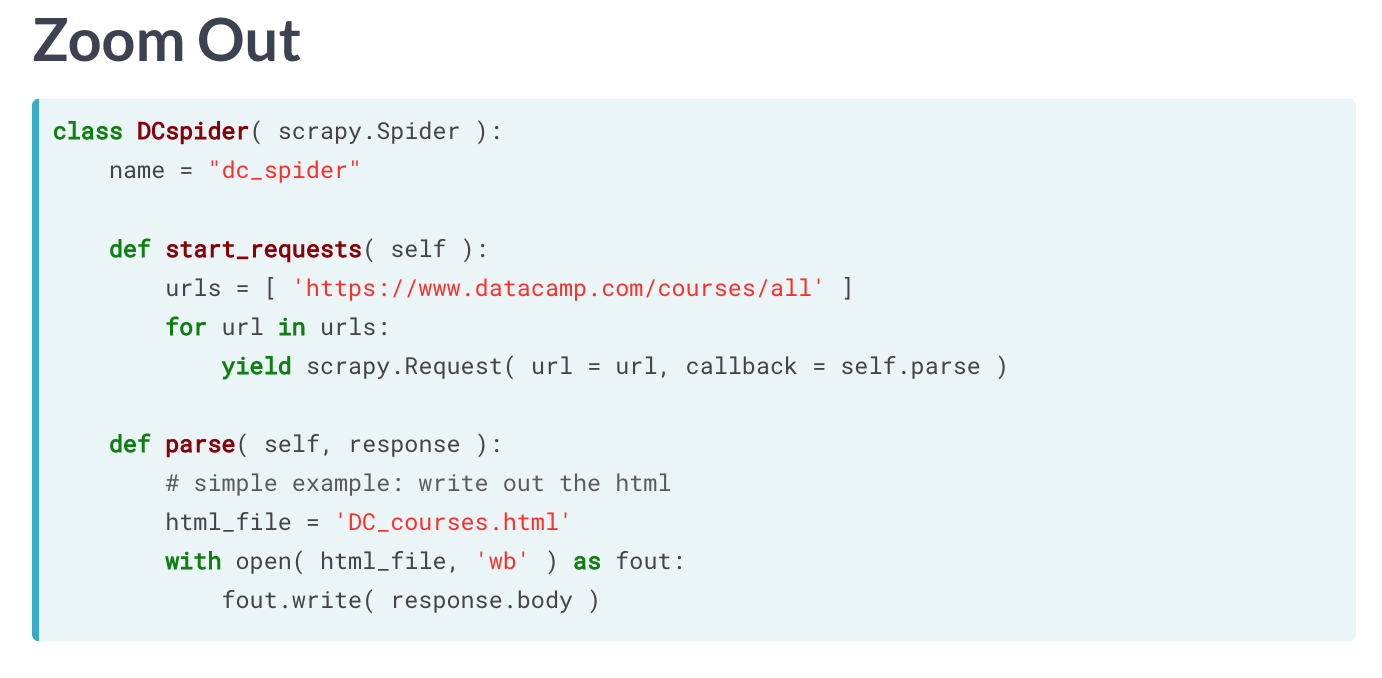 Zoom Out
class DCspider( scrapy.Spider ):
    name = "dc_spider"

    def start_requests( self ):
        urls = [ 'https://www.datacamp.com/courses/all' ]
        for url in urls:
            yield scrapy.Request( url = url, callback = self.parse )

    def parse( self, response ):
        # simple example: write out the html
        html_file = 'DC_courses.html'
        with open( html_file, 'wb' ) as fout:
            fout.write( response.body )